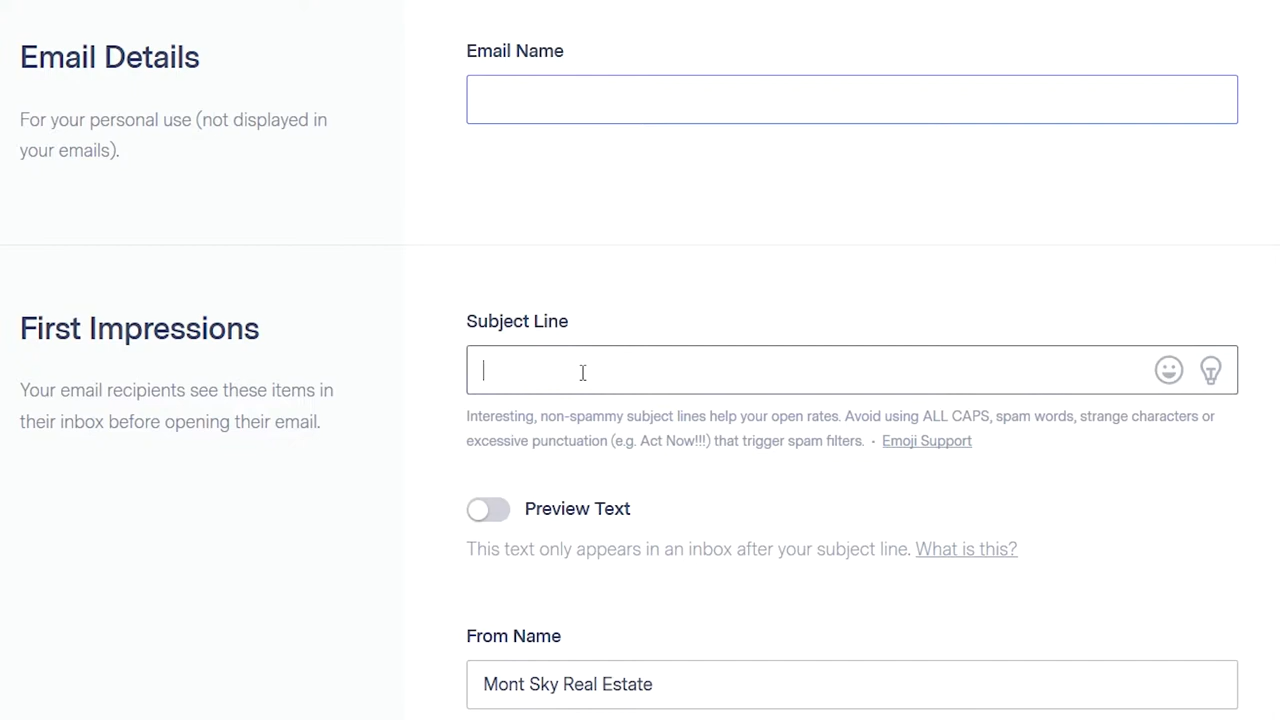 Email Details
For your personal use (not displayed in
your emails).
Email Name
First Impressions
Your email recipients see these items in
their inbox before opening their email.
Subject Line
Interesting, non-spammy subject lines help your open rates. Avoid using ALL CAPS, spam words, strange characters or
excessive punctuation (e.g. Act Now!!!) that trigger spam filters. · Emoji Support
Preview Text
This text only appears in an inbox after your subject line. What is this?
From Name
Mont Sky Real Estate